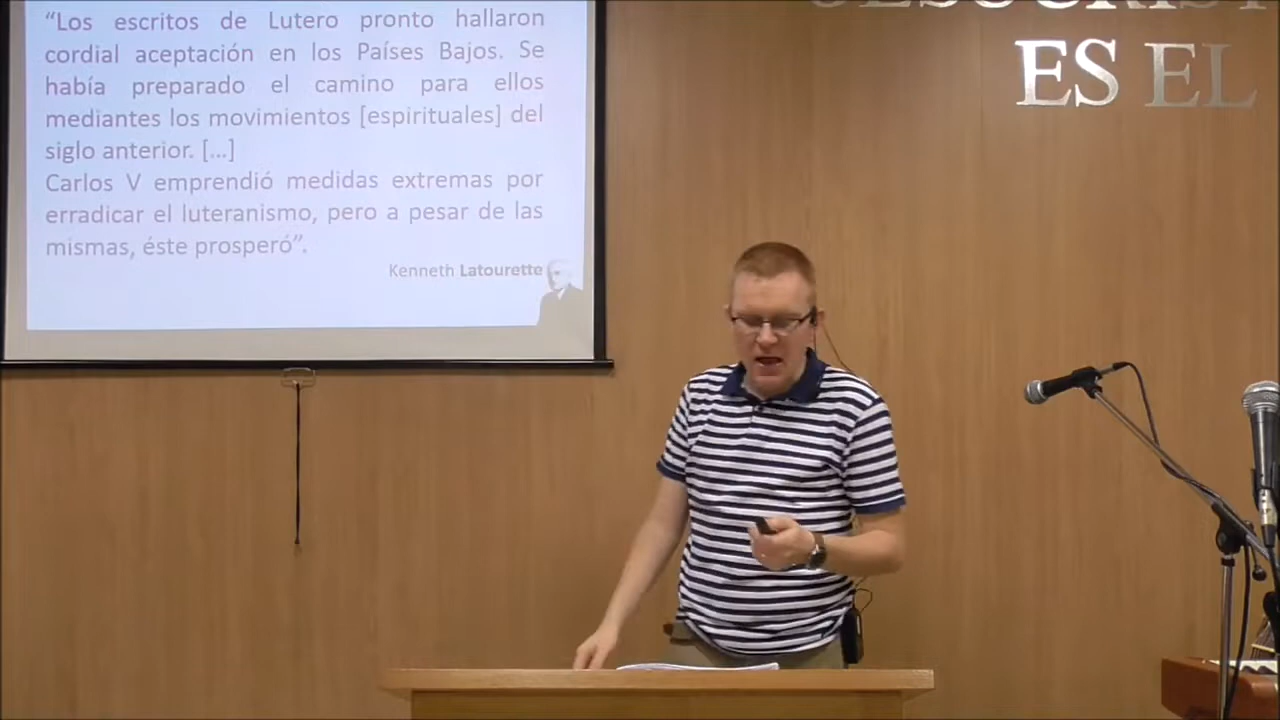 “Los escritos de Lutero pronto hallaron
cordial aceptación en los Países Bajos. Se
había preparado el camino para ellos
mediantes los movimientos [espirituales] del
siglo anterior. [...]
Carlos V emprendió medidas extremas por
erradicar el luteranismo, pero a pesar de las
mismas, éste prosperó”.
Kenneth Latourette
ES EL